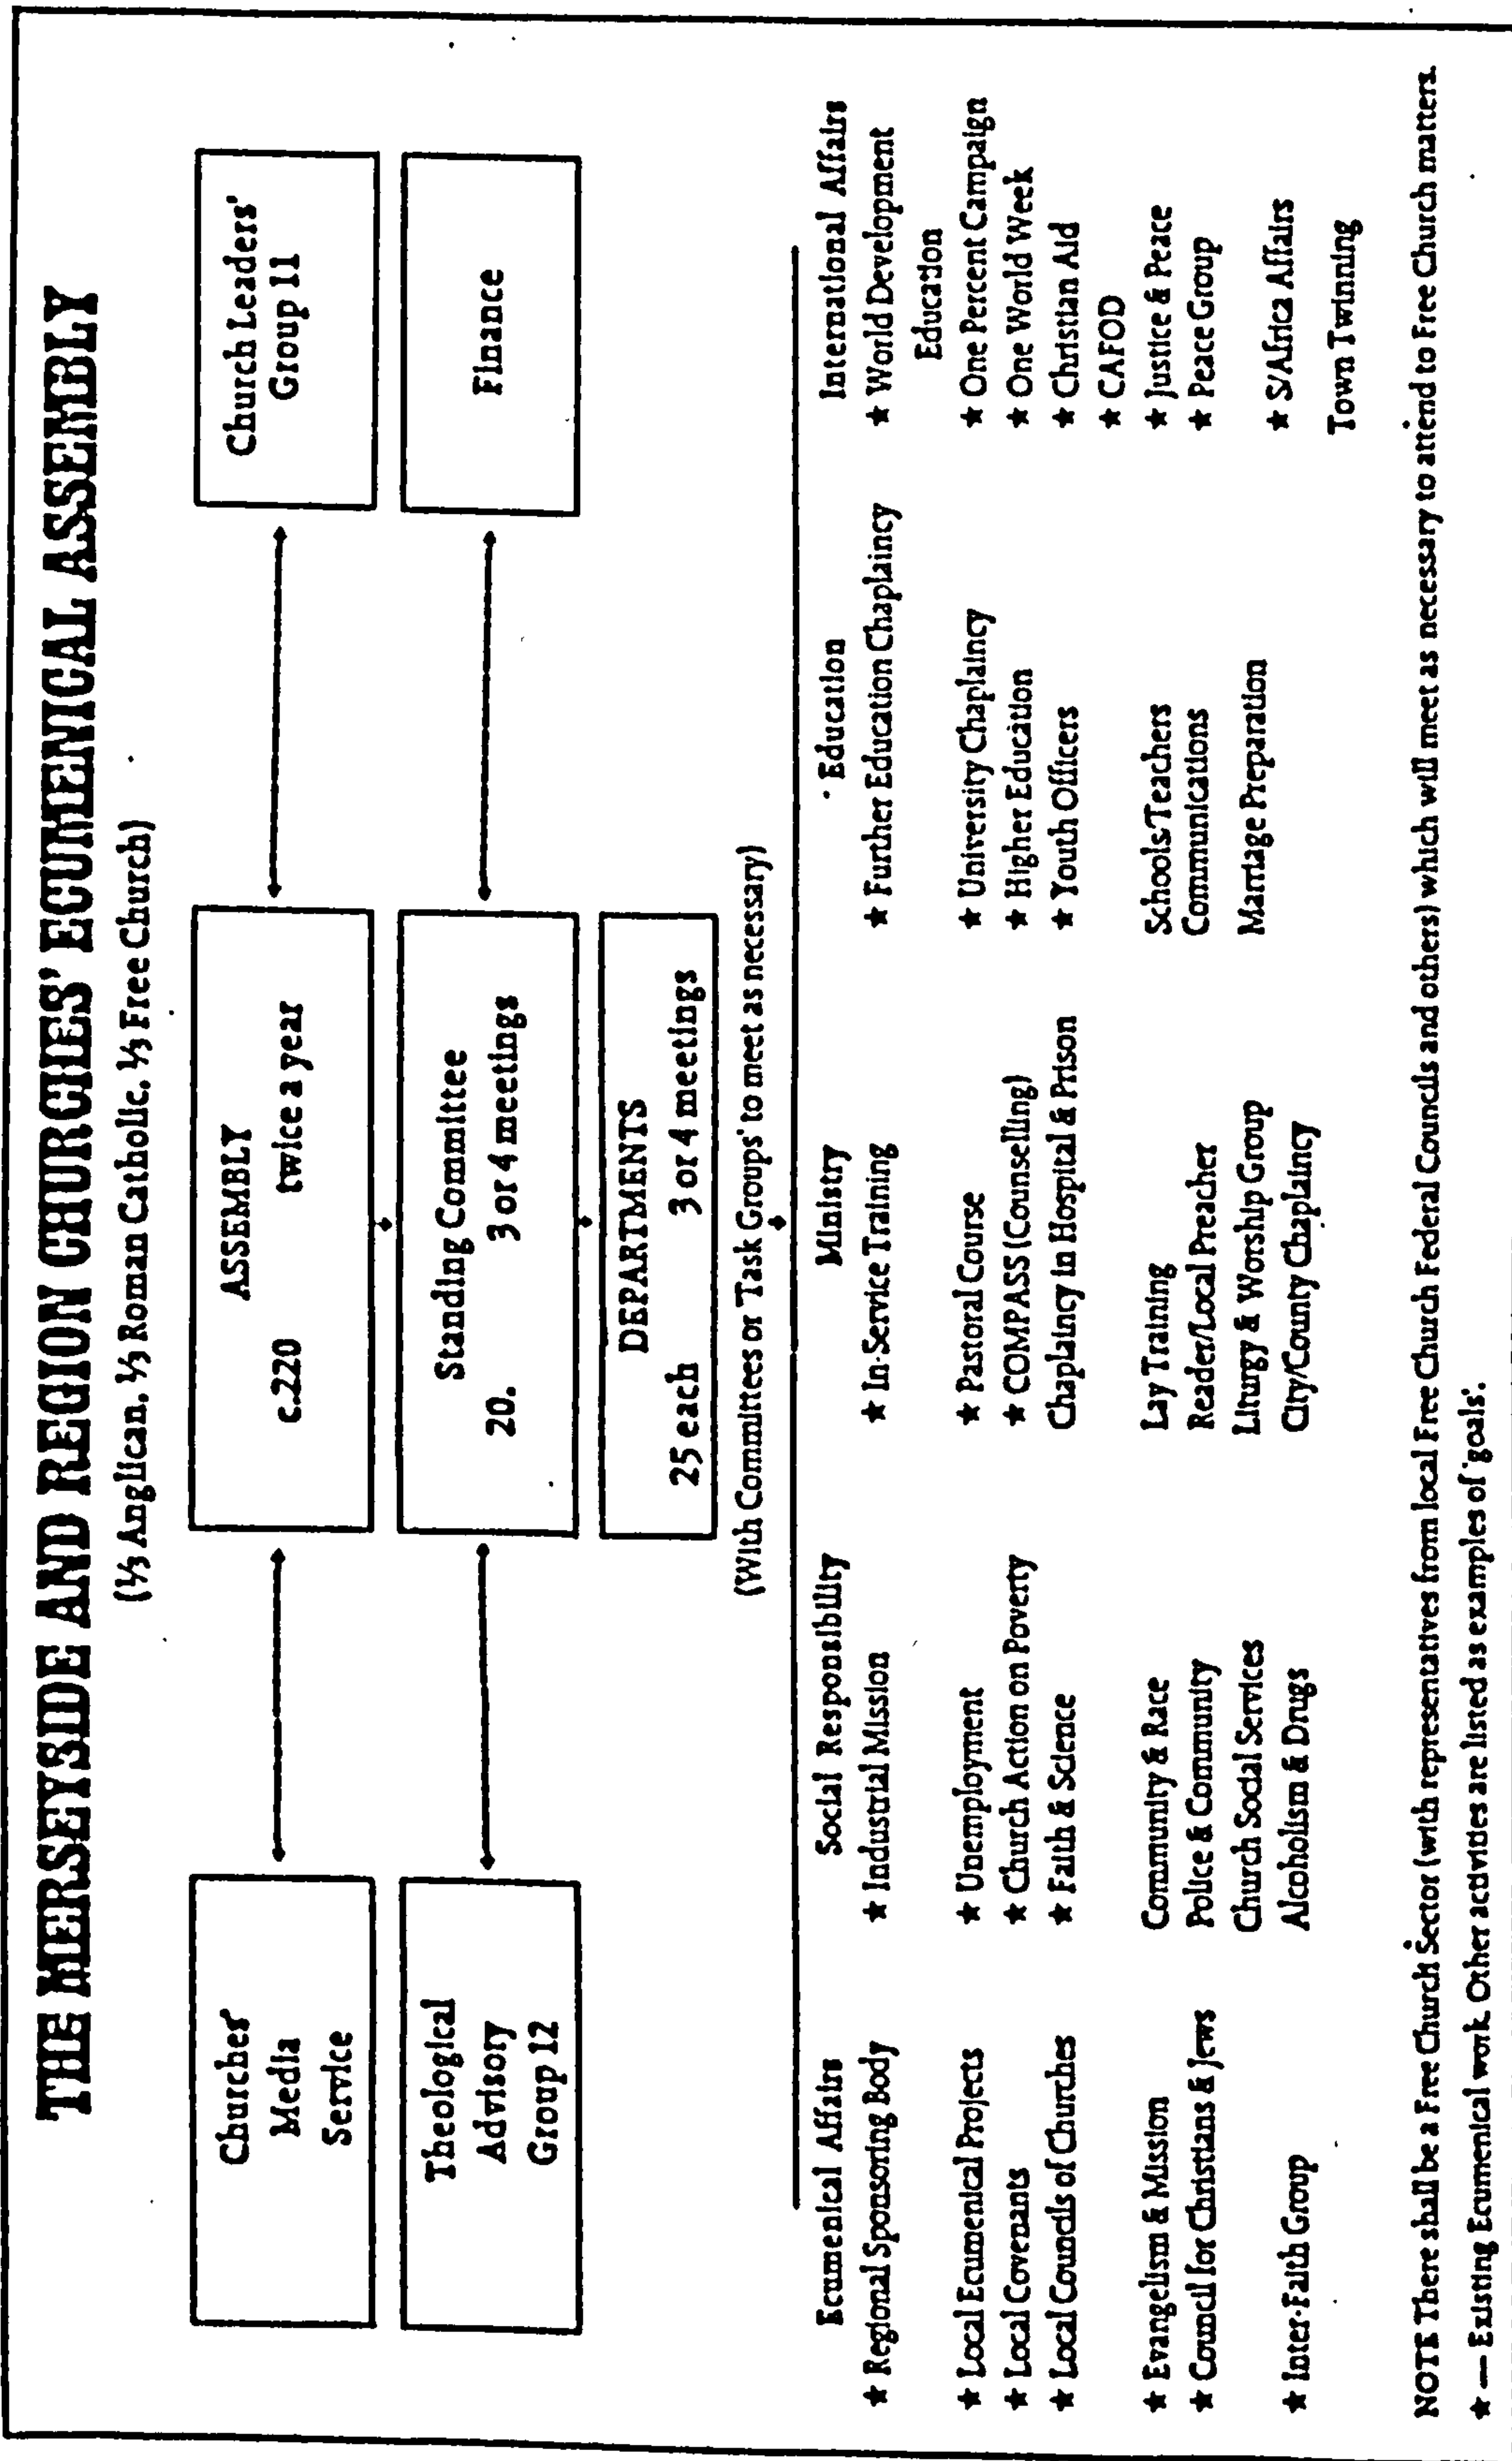 THE MERSEYSIDE AND REGION CHURCHES' ECUMENICAL ASSEMBLY
(⅓ Anglican, ⅓ Roman Catholic, ⅓ Free Church)
Churches'
Media
Service
ASSEMBLY
c.220 twice a year
Church Leaders'
Group 11
Theological
Advisory
Group 12
Standing Committee
20. 3 or 4 meetings
Finance
DEPARTMENTS
25 each 3 or 4 meetings
(With Committees or 'Task Groups' to meet as necessary)
Ecumenical Affairs
★ Regional Sponsoring Body
★ Local Ecumenical Projects
★ Local Covenants
★ Local Councils of Churches
★ Evangelism & Mission
★ Council for Christians & Jews
★ Inter-Faith Group
Social Responsibility
★ Industrial Mission
★ Unemployment
★ Church Action on Poverty
★ Faith & Science
Community & Race
Police & Community
Church Social Services
Alcoholism & Drugs
Ministry
★ In-Service Training
★ Pastoral Course
★ COMPASS (Counselling)
Chaplaincy in Hospital & Prison
Lay Training
Reader/Local Preacher
Liturgy & Worship Group
City/County Chaplaincy
Education
★ Further Education Chaplaincy
★ University Chaplaincy
★ Higher Education
★ Youth Officers
Schools/Teachers
Communications
Marriage Preparation
International Affairs
★ World Development
Education
★ One Percent Campaign
★ One World Week
★ Christian Aid
★ CAFOD
★ Justice & Peace
★ Peace Group
★ S/Africa Affairs
Town Twinning
NOTE There shall be a Free Church Sector (with representatives from local Free Church Federal Councils and others) which will meet as necessary to attend to Free Church matters.
★ — Existing Ecumenical work. Other activities are listed as examples of 'goals'.